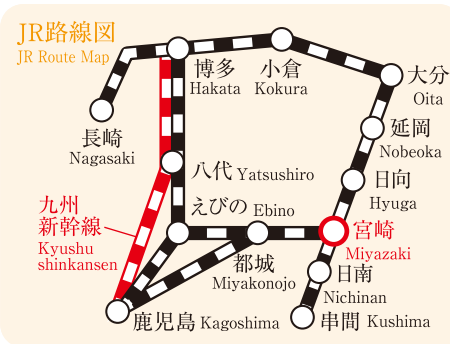 JR路線図
JR Route Map
博多
Hakata
小倉
Kokura
大分
Oita
長崎
Nagasaki
延岡
Nobeoka
八代 Yatsushiro
日向
Hyuga
えびの Ebino
九州
新幹線
Kyushu
shinkansen
宮崎
Miyazaki
都城
Miyakonojo
日南
Nichinan
鹿児島 Kagoshima
串間 Kushima